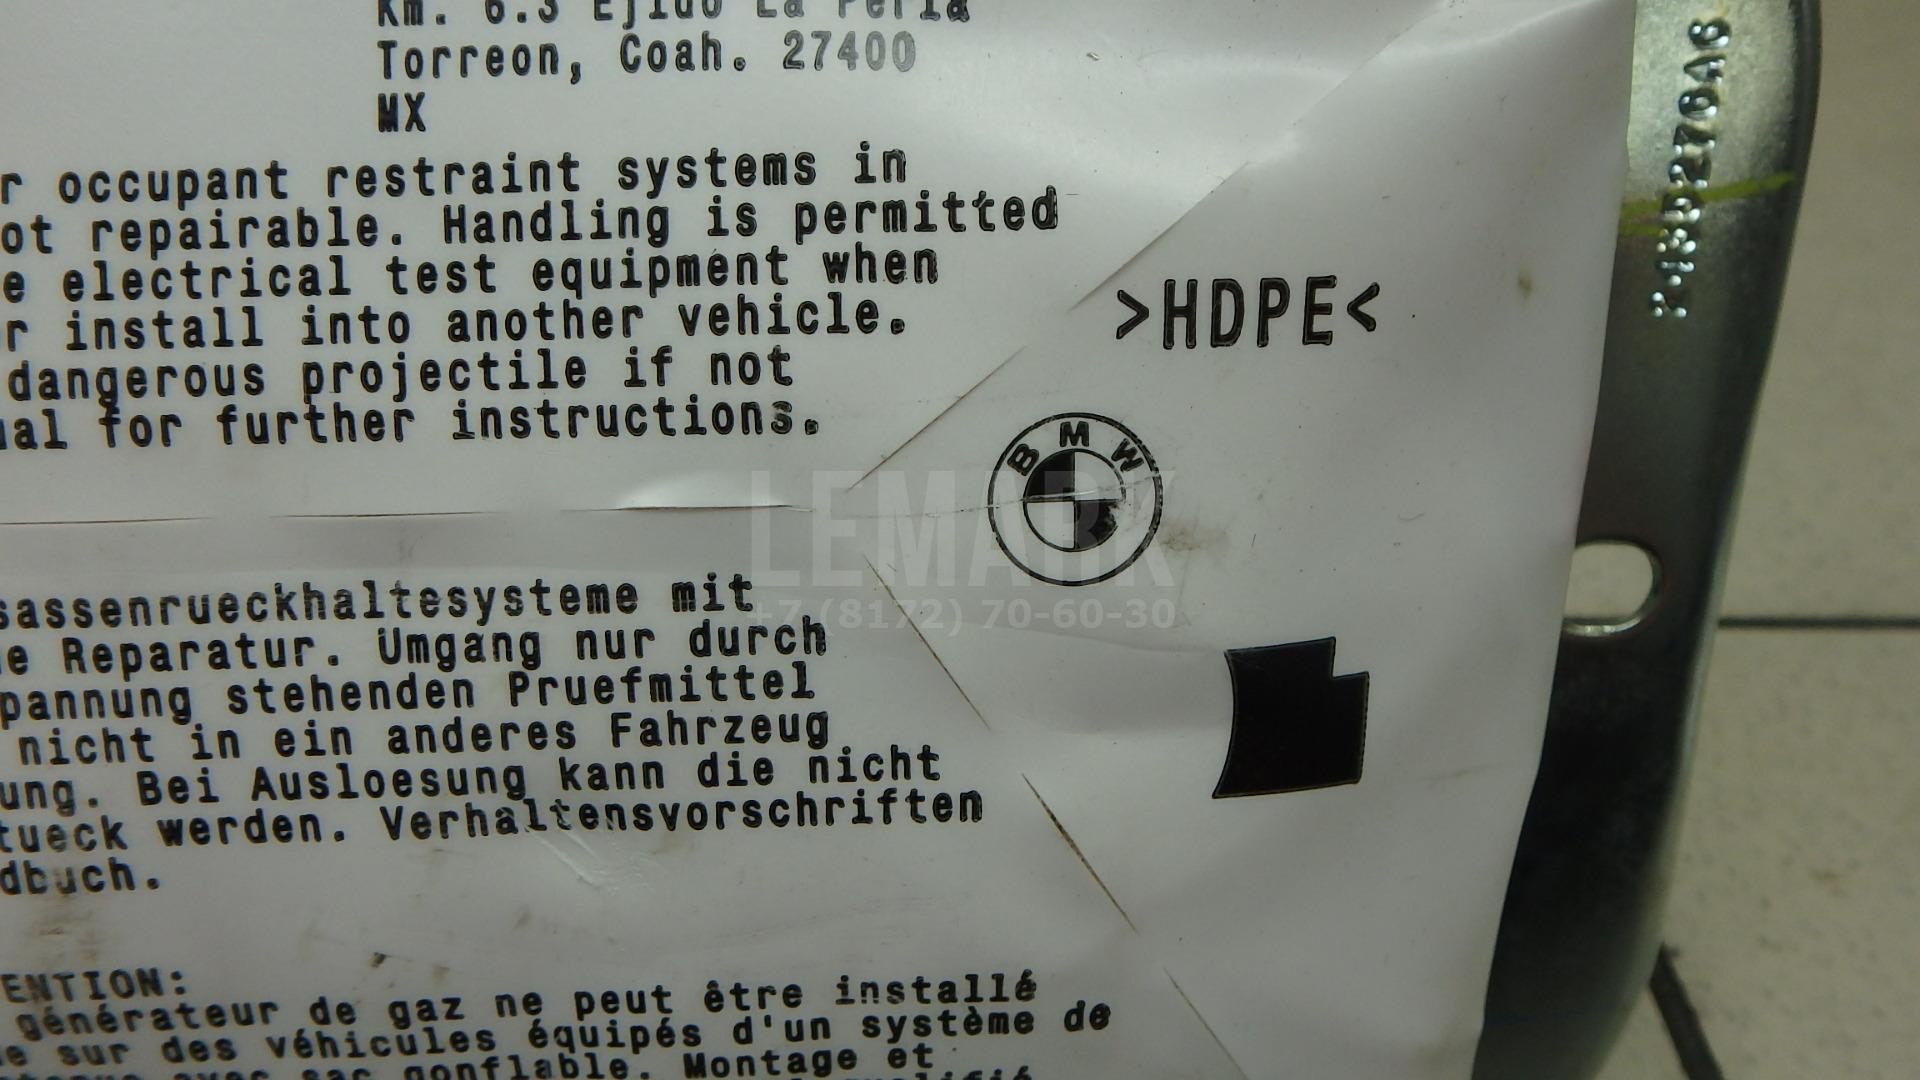 Km. 6.3 Ejido La Perla
Torreon, Coah. 27400
MX
r occupant restraint systems in
ot repairable. Handling is permitted
e electrical test equipment when
r install into another vehicle.
dangerous projectile if not
ual for further instructions.
>HDPE<
BMW
LEMARK
+7 (8172) 70-60-30
sassenrueckhaltesysteme mit
e Reparatur. Umgang nur durch
pannung stehenden Pruefmittel
nicht in ein anderes Fahrzeug
ung. Bei Ausloesung kann die nicht
tueck werden. Verhaltensvorschriften
dbuch.
ENTION:
générateur de gaz ne peut être installé
e sur des véhicules équipés d'un système de
avec sac gonflable. Montage et